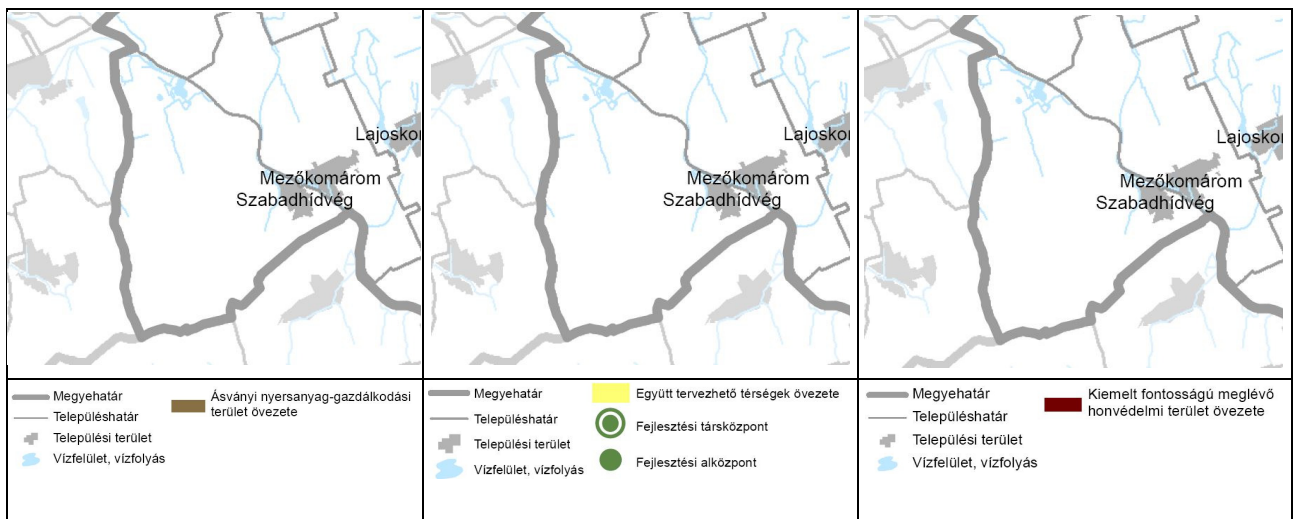 Lajoskor
Mezőkomárom
Szabadhídvég
Lajoskor
Mezőkomárom
Szabadhídvég
Lajoskor
Mezőkomárom
Szabadhídvég
Megyehatár
Településhatár
Települési terület
Vízfelület, vízfolyás
Ásványi nyersanyag-gazdálkodási
terület övezete
Megyehatár
Településhatár
Települési terület
Vízfelület, vízfolyás
Együtt tervezhető térségek övezete
Fejlesztési társközpont
Fejlesztési alközpont
Megyehatár
Településhatár
Települési terület
Vízfelület, vízfolyás
Kiemelt fontosságú meglévő
honvédelmi terület övezete